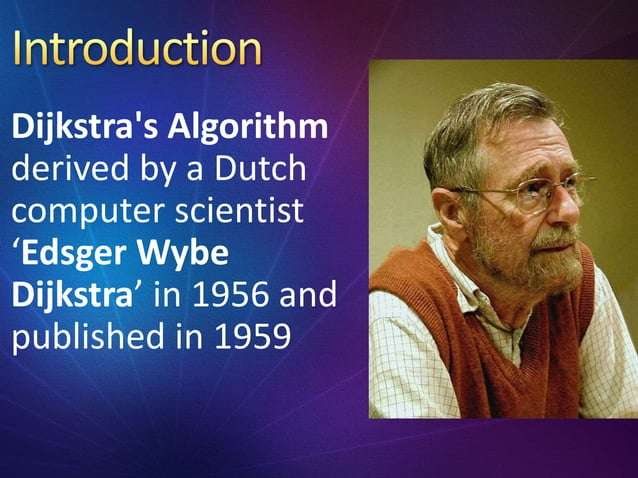 Introduction
Dijkstra's Algorithm
derived by a Dutch
computer scientist
‘Edsger Wybe
Dijkstra’ in 1956 and
published in 1959